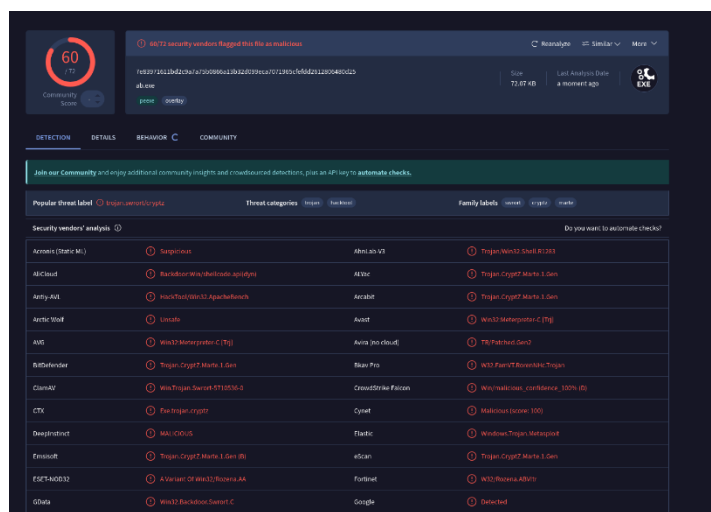 60
/ 72
Community
Score
60/72 security vendors flagged this file as malicious
Reanalyze Similar More
ab.exe
peexe overlay
Size
72.07 KB
Last Analysis Date
a moment ago
EXE
DETECTION DETAILS BEHAVIOR COMMUNITY
Join our Community and enjoy additional community insights and crowdsourced detections, plus an API key to automate checks.
Popular threat label trojan.swrort/cryptz Threat categories trojan hacktool Family labels swrort cryptz marte
Security vendors' analysis Do you want to automate checks?
Acronis (Static ML) Suspicious AhnLab-V3 Trojan/Win32.Shell.R1283
AliCloud ALYac Trojan.CryptZ.Marte.1.Gen
Antiy-AVL HackTool/Win32.ApacheBench Arcabit Trojan.CryptZ.Marte.1.Gen
Arctic Wolf Unsafe Avast Win32:Meterpreter-C [Trj]
AVG Win32:Meterpreter-C [Trj] Avira (no cloud) TR/Patched.Gen2
BitDefender Trojan.CryptZ.Marte.1.Gen Bkav Pro W32.FamVT.RorenNHc.Trojan
ClamAV Win.Trojan.Swrort-5710536-0 CrowdStrike Falcon Win/malicious_confidence_100% (D)
CTX Exe.trojan.cryptz Cynet Malicious (score: 100)
DeepInstinct MALICIOUS Elastic Windows.Trojan.Metasploit
Emsisoft Trojan.CryptZ.Marte.1.Gen (B) eScan Trojan.CryptZ.Marte.1.Gen
ESET-NOD32 A Variant Of Win32/Rozena.AA Fortinet W32/Rozena.ABV!tr
GData Win32.Backdoor.Swrort.C Google Detected